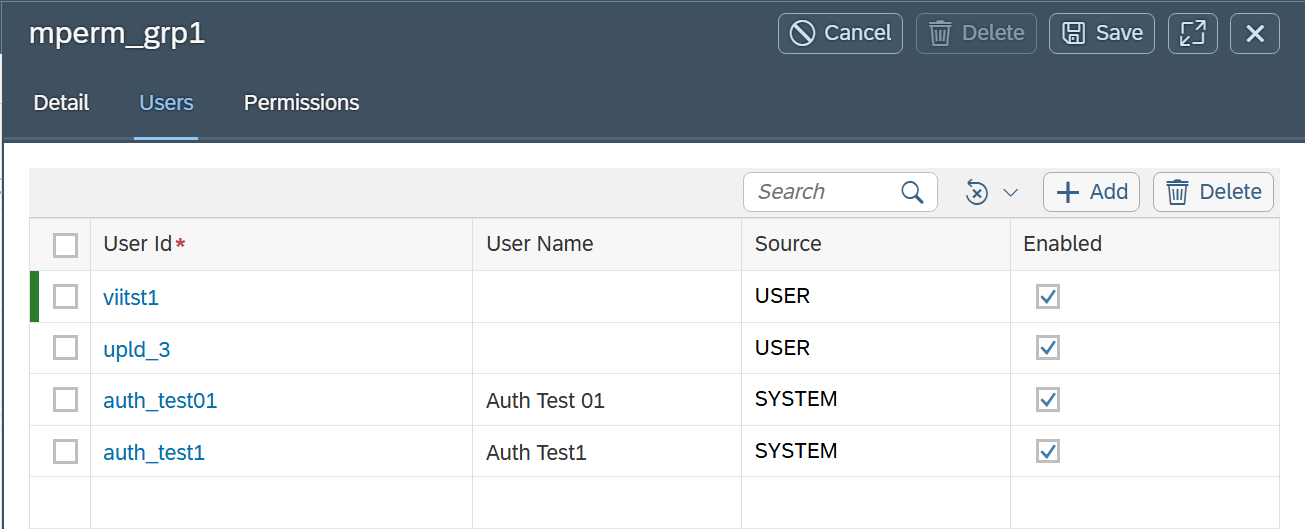 mperm_grp1
Cancel Delete Save
Detail Users Permissions
Search Add Delete
User Id* User Name Source Enabled
viitst1 USER
upld_3 USER
auth_test01 Auth Test 01 SYSTEM
auth_test1 Auth Test1 SYSTEM